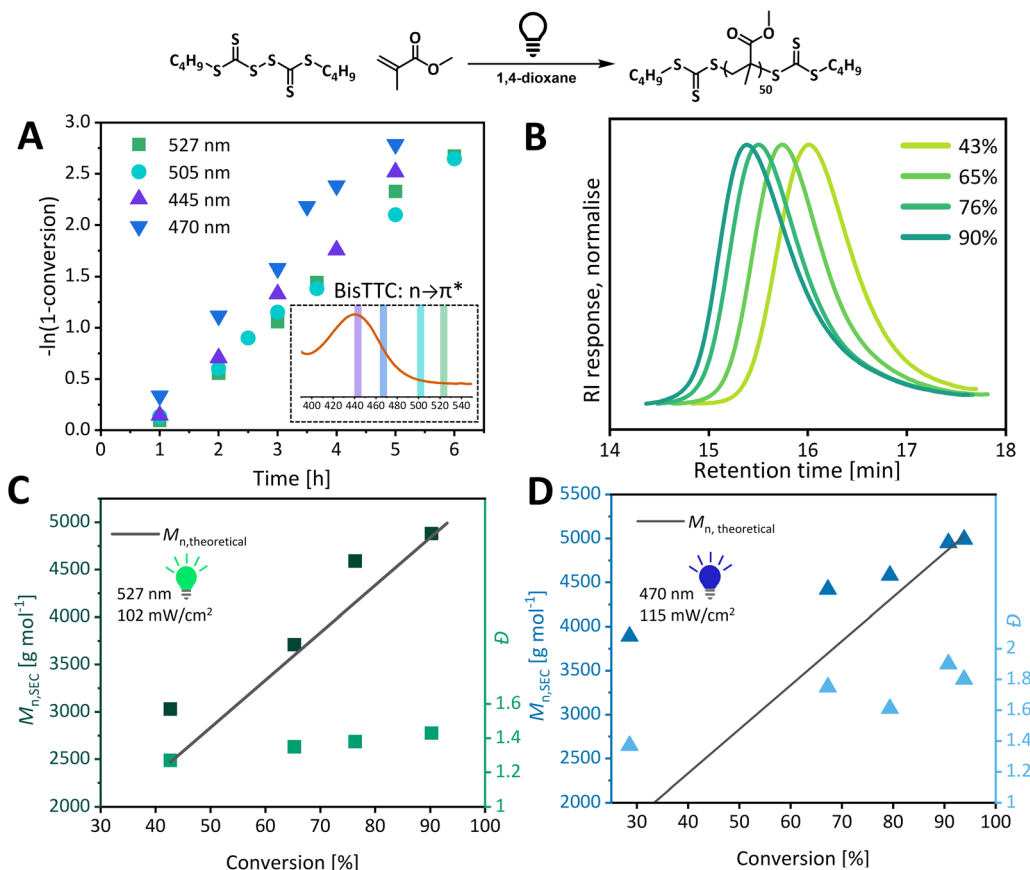 S
S
C₄H₉
S
S
S
S
C₄H₉
S
O
O
1,4-dioxane
O
O
S
C₄H₉
S
S
S
50
S
S
C₄H₉
A
-ln(1-conversion)
3.0
2.5
2.0
1.5
1.0
0.5
0.0
527 nm
505 nm
445 nm
470 nm
BisTTC: n→π*
400 420 440 460 480 500 520 540
0 1 2 3 4 5 6
Time [h]
B
RI response, normalise
43%
65%
76%
90%
14 15 16 17 18
Retention time [min]
C
Mn,SEC [g mol⁻¹]
5000
4500
4000
3500
3000
2500
2000
Mn,theoretical
527 nm
102 mW/cm²
Đ
1.6
1.4
1.2
1
30 40 50 60 70 80 90 100
Conversion [%]
D
Mn,SEC [g mol⁻¹]
5500
5000
4500
4000
3500
3000
2500
2000
Mn, theoretical
470 nm
115 mW/cm²
Đ
2
1.8
1.6
1.4
1.2
1
30 40 50 60 70 80 90 100
Conversion [%]